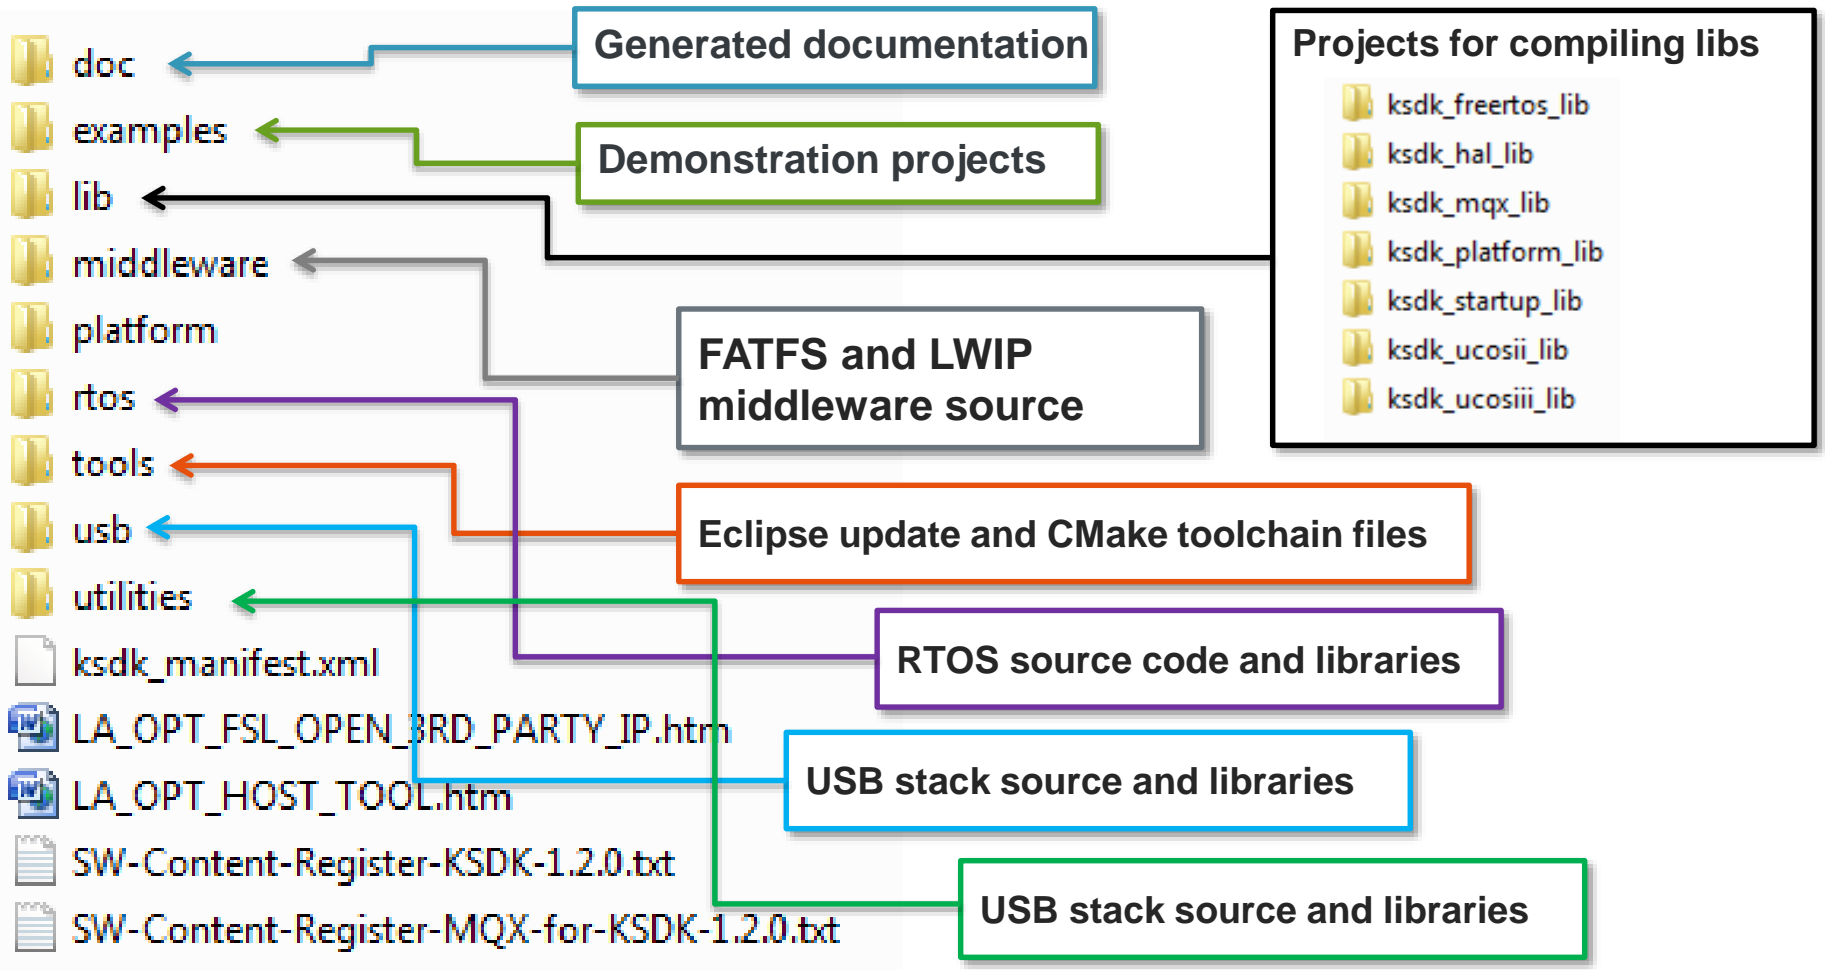 doc
examples
lib
middleware
platform
rtos
tools
usb
utilities
ksdk_manifest.xml
LA_OPT_FSL_OPEN_3RD_PARTY_IP.htm
LA_OPT_HOST_TOOL.htm
SW-Content-Register-KSDK-1.2.0.txt
SW-Content-Register-MQX-for-KSDK-1.2.0.txt
Generated documentation
Demonstration projects
FATFS and LWIP
middleware source
Eclipse update and CMake toolchain files
RTOS source code and libraries
USB stack source and libraries
USB stack source and libraries
Projects for compiling libs
ksdk_freertos_lib
ksdk_hal_lib
ksdk_mqx_lib
ksdk_platform_lib
ksdk_startup_lib
ksdk_ucosii_lib
ksdk_ucosiii_lib